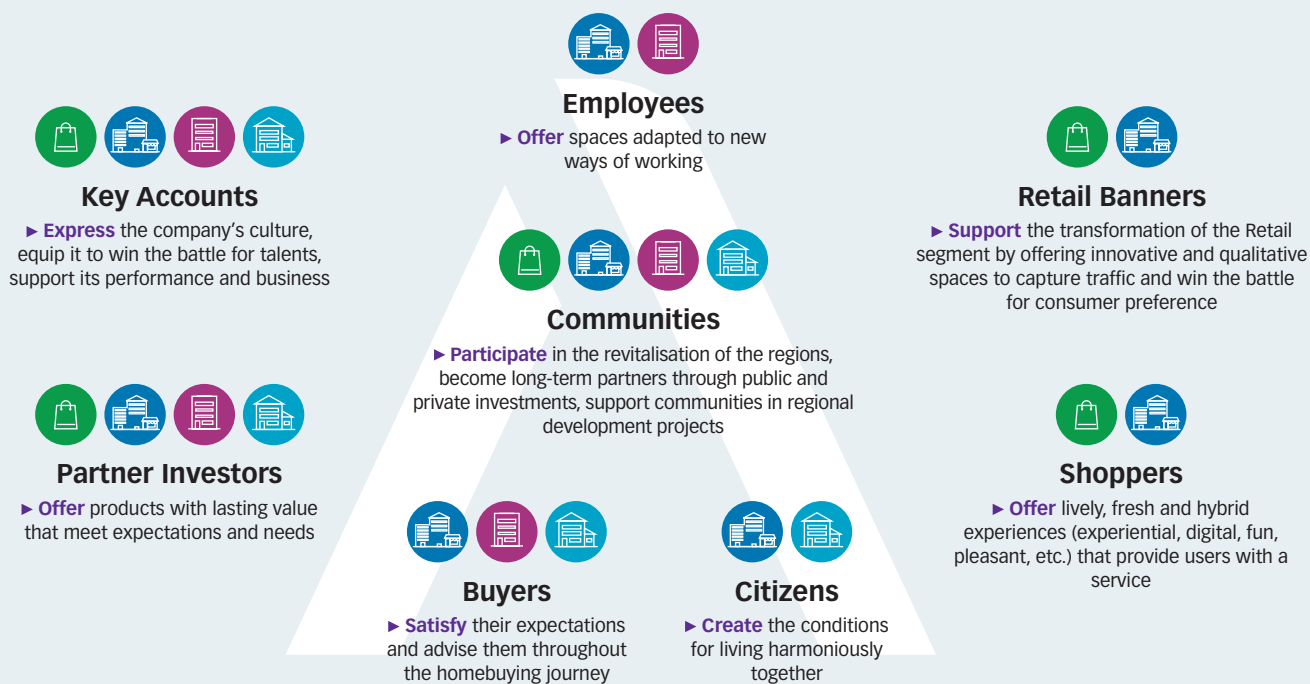 Employees
► Offer spaces adapted to new
ways of working
Key Accounts
► Express the company’s culture,
equip it to win the battle for talents,
support its performance and business
Retail Banners
► Support the transformation of the Retail
segment by offering innovative and qualitative
spaces to capture traffic and win the battle
for consumer preference
Communities
► Participate in the revitalisation of the regions,
become long-term partners through public and
private investments, support communities in regional
development projects
Partner Investors
► Offer products with lasting value
that meet expectations and needs
Shoppers
► Offer lively, fresh and hybrid
experiences (experiential, digital, fun,
pleasant, etc.) that provide users with a
service
Buyers
► Satisfy their expectations
and advise them throughout
the homebuying journey
Citizens
► Create the conditions
for living harmoniously
together